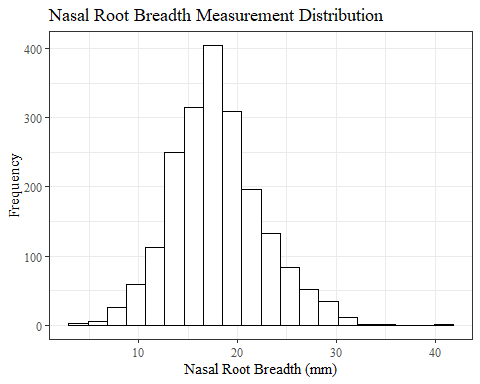 Nasal Root Breadth Measurement Distribution
Frequency
400
300
200
100
0
10 20 30 40
Nasal Root Breadth (mm)